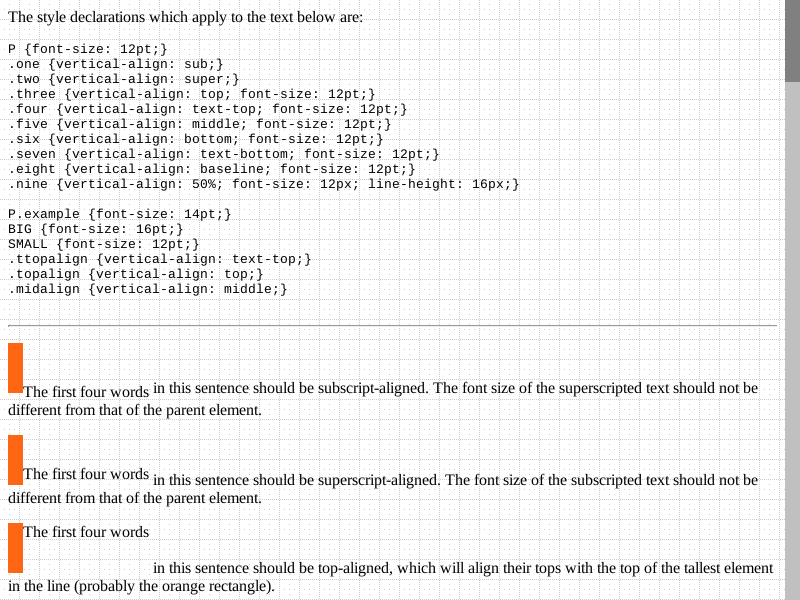 The style declarations which apply to the text below are:
P {font-size: 12pt;}
.one {vertical-align: sub;}
.two {vertical-align: super;}
.three {vertical-align: top; font-size: 12pt;}
.four {vertical-align: text-top; font-size: 12pt;}
.five {vertical-align: middle; font-size: 12pt;}
.six {vertical-align: bottom; font-size: 12pt;}
.seven {vertical-align: text-bottom; font-size: 12pt;}
.eight {vertical-align: baseline; font-size: 12pt;}
.nine {vertical-align: 50%; font-size: 12px; line-height: 16px;}
P.example {font-size: 14pt;}
BIG {font-size: 16pt;}
SMALL {font-size: 12pt;}
.ttopalign {vertical-align: text-top;}
.topalign {vertical-align: top;}
.midalign {vertical-align: middle;}
The first four words in this sentence should be subscript-aligned. The font size of the superscripted text should not be
different from that of the parent element.
The first four words in this sentence should be superscript-aligned. The font size of the subscripted text should not be
different from that of the parent element.
The first four words in this sentence should be top-aligned, which will align their tops with the top of the tallest element
in the line (probably the orange rectangle).